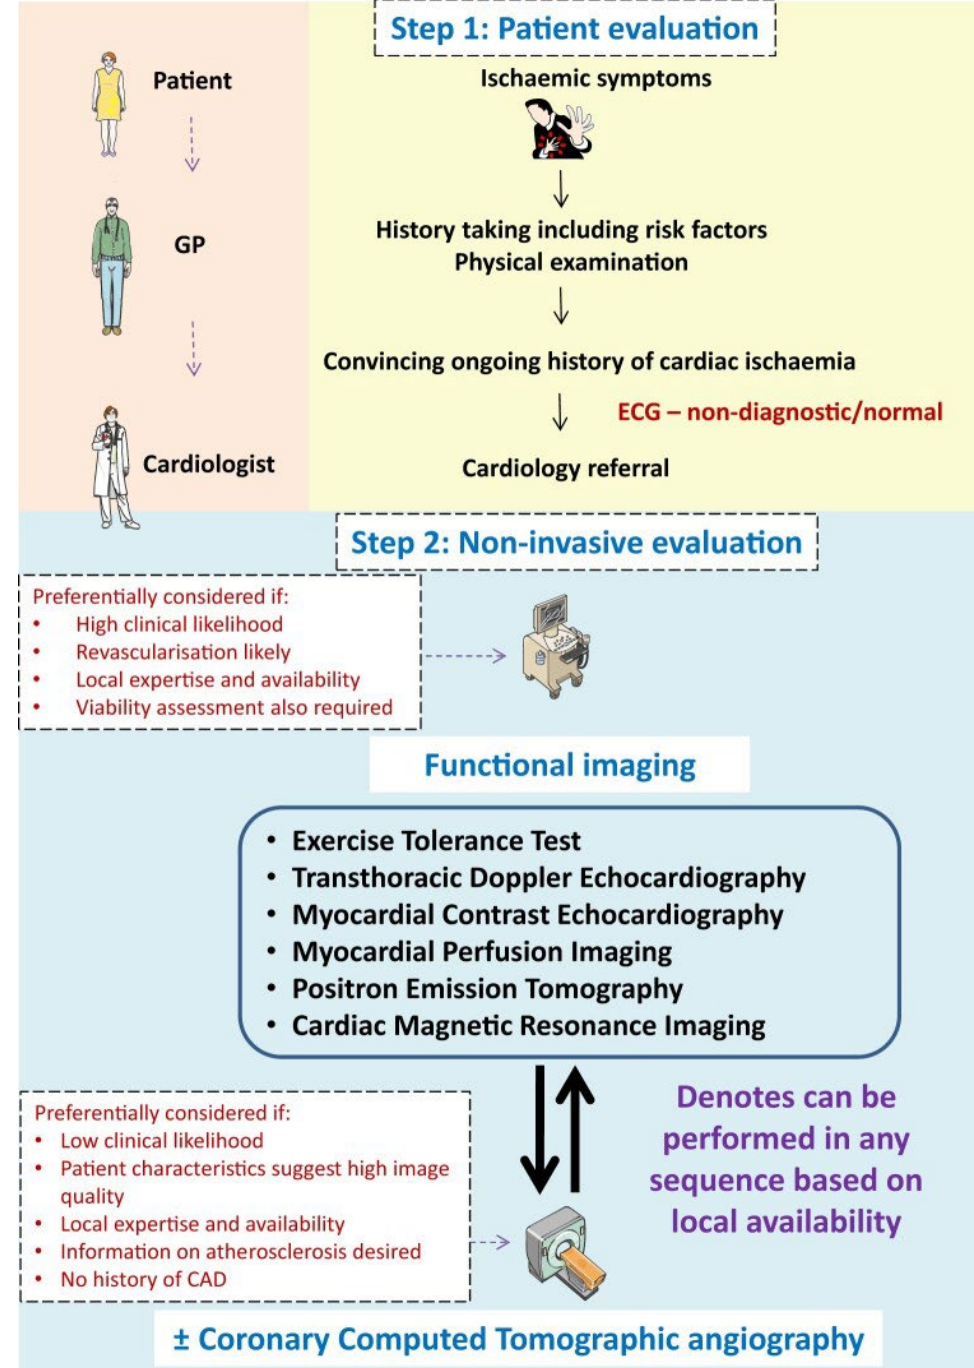 Step 1: Patient evaluation
Patient
GP
Cardiologist
Ischaemic symptoms
History taking including risk factors
Physical examination
Convincing ongoing history of cardiac ischaemia
ECG – non-diagnostic/normal
Cardiology referral
Step 2: Non-invasive evaluation
Preferentially considered if:
• High clinical likelihood
• Revascularisation likely
• Local expertise and availability
• Viability assessment also required
Functional imaging
• Exercise Tolerance Test
• Transthoracic Doppler Echocardiography
• Myocardial Contrast Echocardiography
• Myocardial Perfusion Imaging
• Positron Emission Tomography
• Cardiac Magnetic Resonance Imaging
Denotes can be
performed in any
sequence based on
local availability
Preferentially considered if:
• Low clinical likelihood
• Patient characteristics suggest high image
quality
• Local expertise and availability
• Information on atherosclerosis desired
• No history of CAD
± Coronary Computed Tomographic angiography